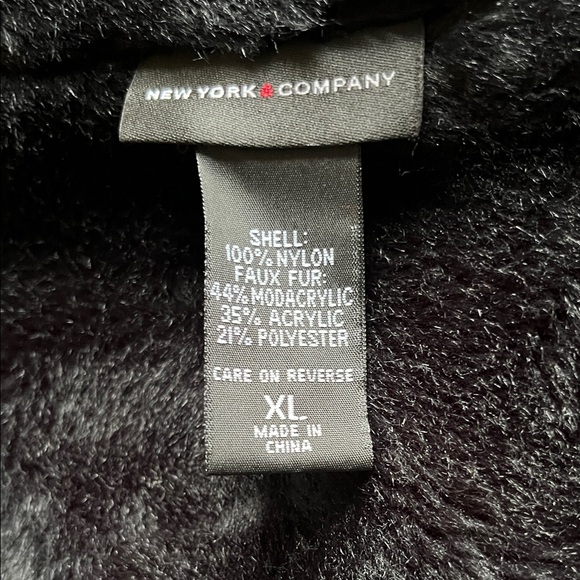 NEW YORK & COMPANY
SHELL:
100% NYLON
FAUX FUR:
44% MODACRYLIC
35% ACRYLIC
21% POLYESTER
CARE ON REVERSE
XL
MADE IN
CHINA